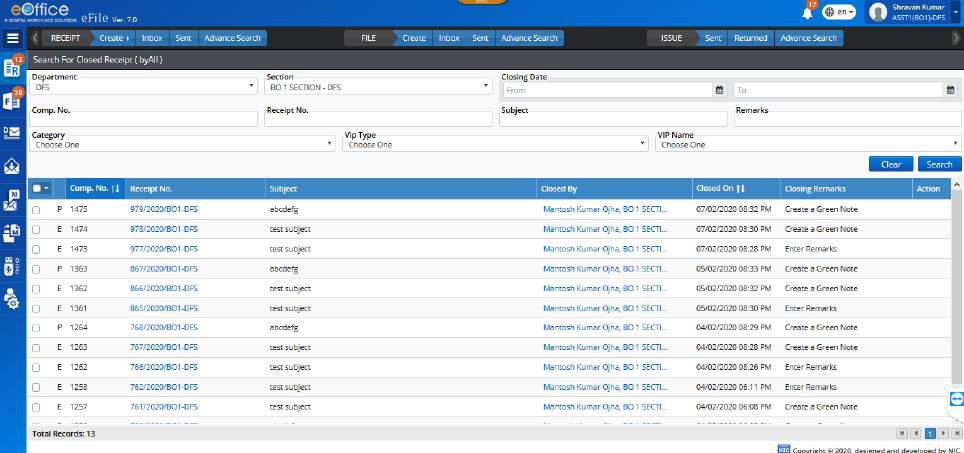 eOffice
A DIGITAL WORKPLACE SOLUTION
eFile Ver. 7.0
17
en
Shravan Kumar
ASST1(BO1)-DFS
RECEIPT Create Inbox Sent Advance Search FILE Create Inbox Sent Advance Search ISSUE Sent Returned Advance Search
Search For Closed Receipt ( byAll )
12
28
Department
DFS
Section
BO 1 SECTION - DFS
Closing Date
From
To
Comp. No.
Receipt No.
Subject
Remarks
Category
Choose One
Vip Type
Choose One
VIP Name
Choose One
Clear Search
Comp. No. Receipt No. Subject Closed By Closed On Closing Remarks Action
P 1475 979/2020/BO1-DFS abcdefg Mantosh Kumar Ojha, BO 1 SECTI... 07/02/2020 08:32 PM Create a Green Note
E 1474 978/2020/BO1-DFS test subject Mantosh Kumar Ojha, BO 1 SECTI... 07/02/2020 08:30 PM Create a Green Note
E 1473 977/2020/BO1-DFS test subject Mantosh Kumar Ojha, BO 1 SECTI... 07/02/2020 08:28 PM Enter Remarks
P 1363 867/2020/BO1-DFS abcdefg Mantosh Kumar Ojha, BO 1 SECTI... 05/02/2020 08:33 PM Create a Green Note
E 1362 866/2020/BO1-DFS test subject Mantosh Kumar Ojha, BO 1 SECTI... 05/02/2020 08:32 PM Create a Green Note
E 1361 865/2020/BO1-DFS test subject Mantosh Kumar Ojha, BO 1 SECTI... 05/02/2020 08:30 PM Enter Remarks
P 1264 768/2020/BO1-DFS abcdefg Mantosh Kumar Ojha, BO 1 SECTI... 04/02/2020 08:29 PM Create a Green Note
E 1263 767/2020/BO1-DFS test subject Mantosh Kumar Ojha, BO 1 SECTI... 04/02/2020 08:28 PM Create a Green Note
E 1262 766/2020/BO1-DFS test subject Mantosh Kumar Ojha, BO 1 SECTI... 04/02/2020 08:26 PM Enter Remarks
E 1258 762/2020/BO1-DFS test subject Mantosh Kumar Ojha, BO 1 SECTI... 04/02/2020 06:11 PM Enter Remarks
E 1257 761/2020/BO1-DFS test subject Mantosh Kumar Ojha, BO 1 SECTI... 04/02/2020 06:08 PM Create a Green Note
Total Records: 13
1
Copyright © 2020, designed and developed by NIC.